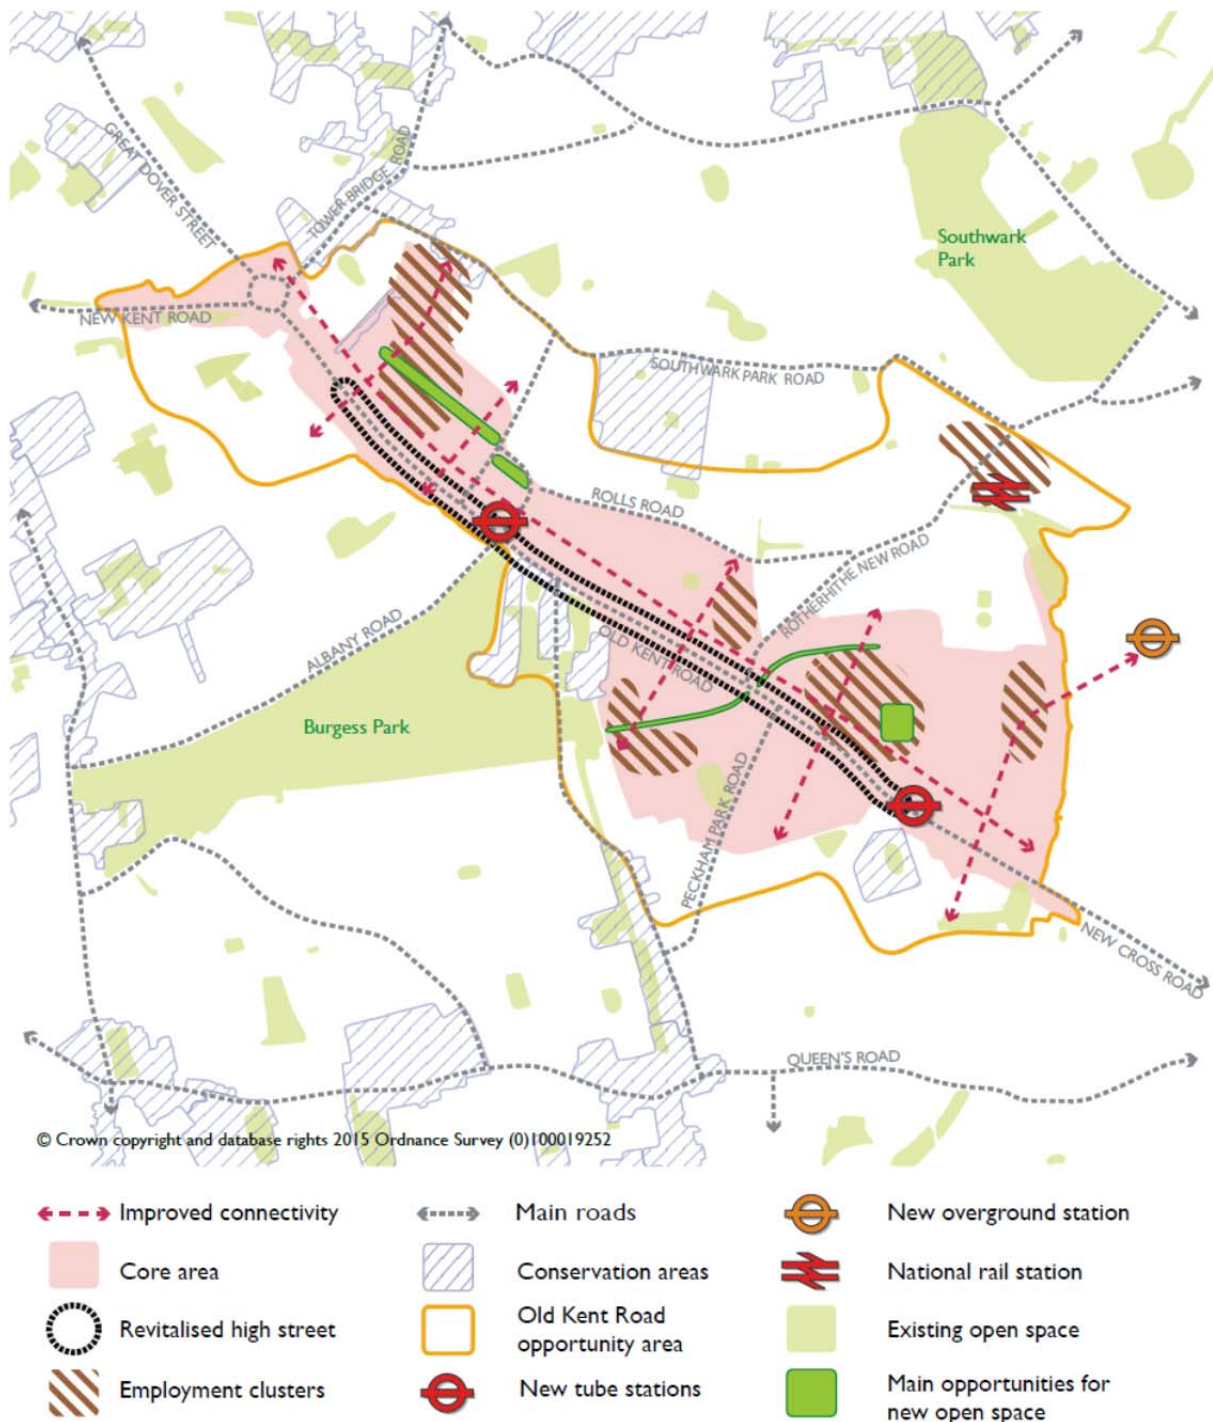 GREAT DOVER STREET
TOWER BRIDGE ROAD
Southwark
Park
NEW KENT ROAD
SOUTHWARK PARK ROAD
ROLLS ROAD
ROTHERHITHE NEW ROAD
ALBANY ROAD
OLD KENT ROAD
Burgess Park
PECKHAM PARK ROAD
NEW CROSS ROAD
QUEEN'S ROAD
© Crown copyright and database rights 2015 Ordnance Survey (0)100019252
Improved connectivity
Main roads
New overground station
Core area
Conservation areas
National rail station
Revitalised high street
Old Kent Road
opportunity area
Existing open space
Employment clusters
New tube stations
Main opportunities for
new open space